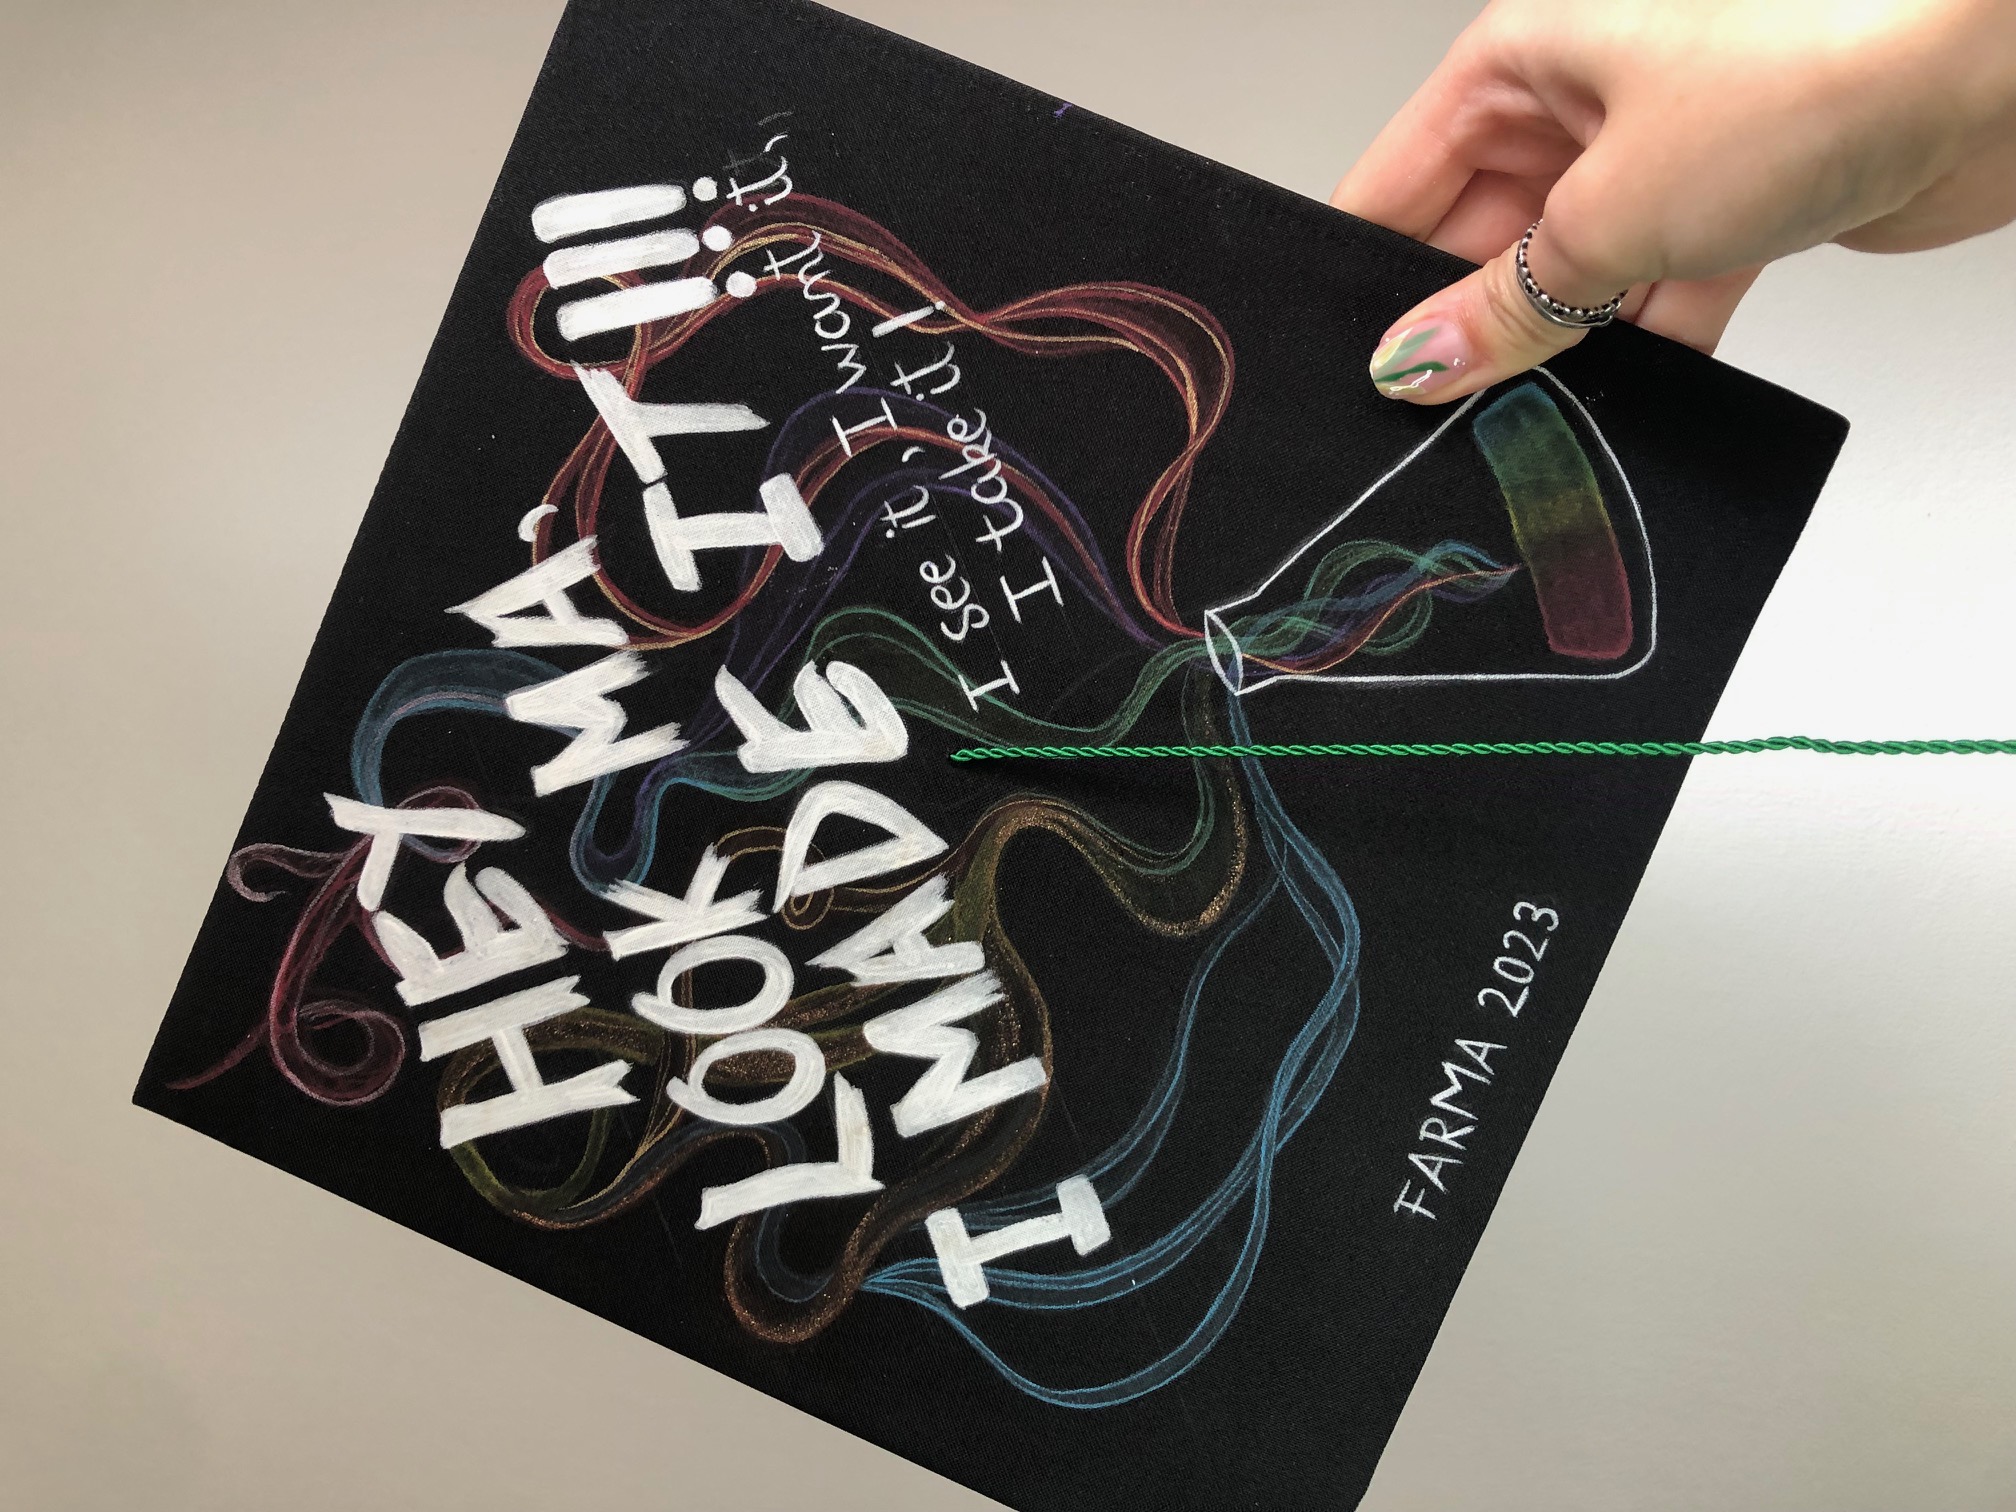 HEY
LOOK MA,
I MADE IT!!!
I see it, I want it,
I take it!
FARMA 2023